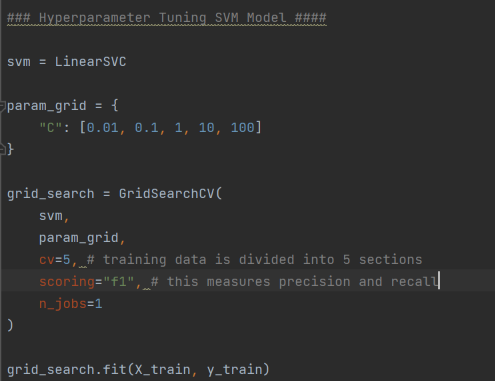 ### Hyperparameter Tuning SVM Model ####
svm = LinearSVC
param_grid = {
"C": [0.01, 0.1, 1, 10, 100]
}
grid_search = GridSearchCV(
svm,
param_grid,
cv=5, # training data is divided into 5 sections
scoring="f1", # this measures precision and recall
n_jobs=1
)
grid_search.fit(X_train, y_train)